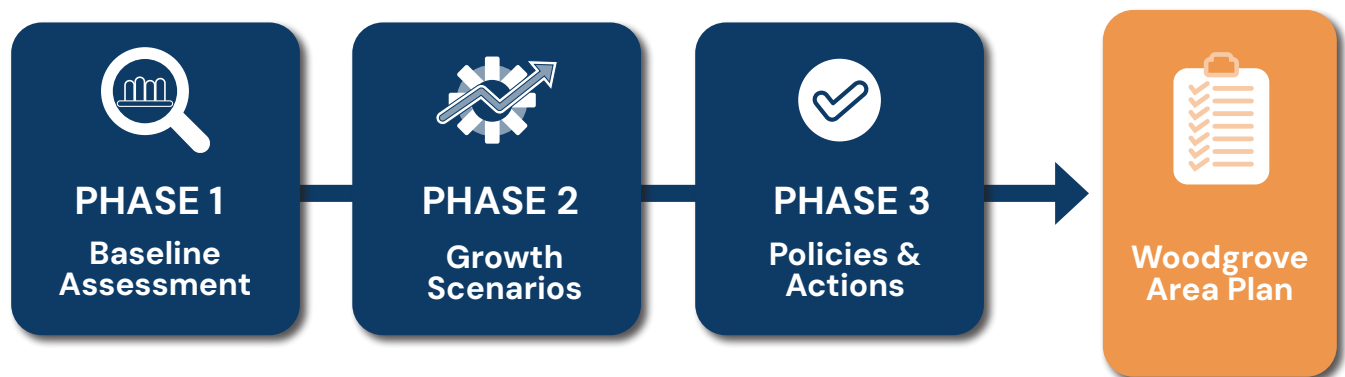 PHASE 1
Baseline
Assessment
PHASE 2
Growth
Scenarios
PHASE 3
Policies &
Actions
Woodgrove
Area Plan